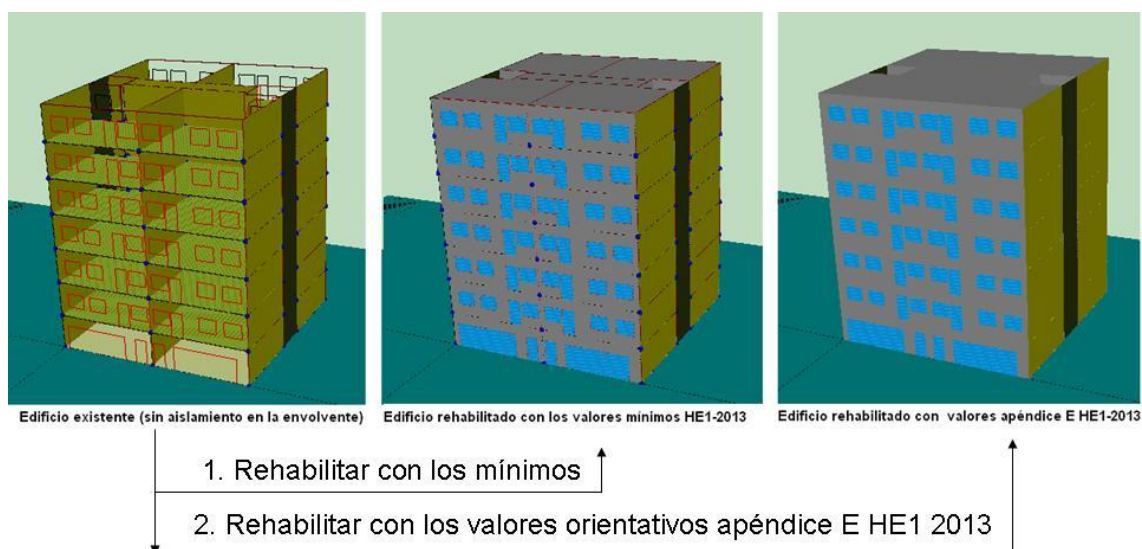 Edificio existente (sin aislamiento en la envolvente)
Edificio rehabilitado con los valores mínimos HE1-2013
Edificio rehabilitado con valores apéndice E HE1-2013
1. Rehabilitar con los mínimos
2. Rehabilitar con los valores orientativos apéndice E HE1 2013